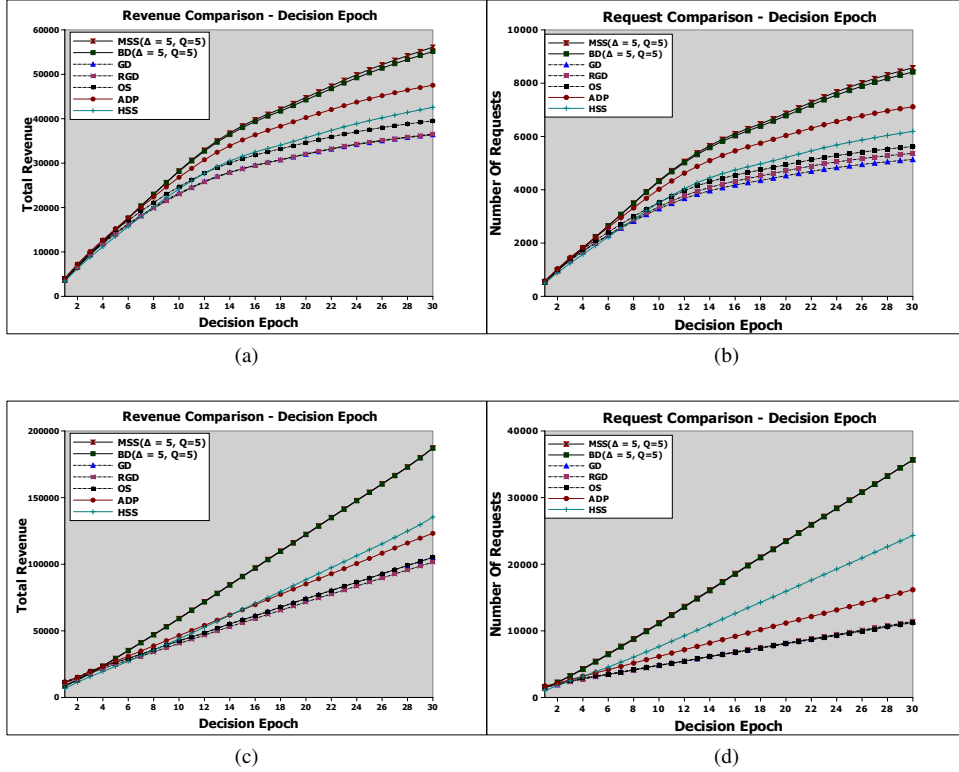 Revenue Comparison - Decision Epoch
Total Revenue
60000
50000
40000
30000
20000
10000
0
MSS(Δ = 5, Q=5)
BD(Δ = 5, Q=5)
GD
RGD
OS
ADP
HSS
2 4 6 8 10 12 14 16 18 20 22 24 26 28 30
Decision Epoch
(a)
Request Comparison - Decision Epoch
Number Of Requests
10000
8000
6000
4000
2000
0
MSS(Δ = 5, Q=5)
BD(Δ = 5, Q=5)
GD
RGD
OS
ADP
HSS
2 4 6 8 10 12 14 16 18 20 22 24 26 28 30
Decision Epoch
(b)
Revenue Comparison - Decision Epoch
Total Revenue
200000
150000
100000
50000
0
MSS(Δ = 5, Q=5)
BD(Δ = 5, Q=5)
GD
RGD
OS
ADP
HSS
2 4 6 8 10 12 14 16 18 20 22 24 26 28 30
Decision Epoch
(c)
Request Comparison - Decision Epoch
Number Of Requests
40000
30000
20000
10000
0
MSS(Δ = 5, Q=5)
BD(Δ = 5, Q=5)
GD
RGD
OS
ADP
HSS
2 4 6 8 10 12 14 16 18 20 22 24 26 28 30
Decision Epoch
(d)